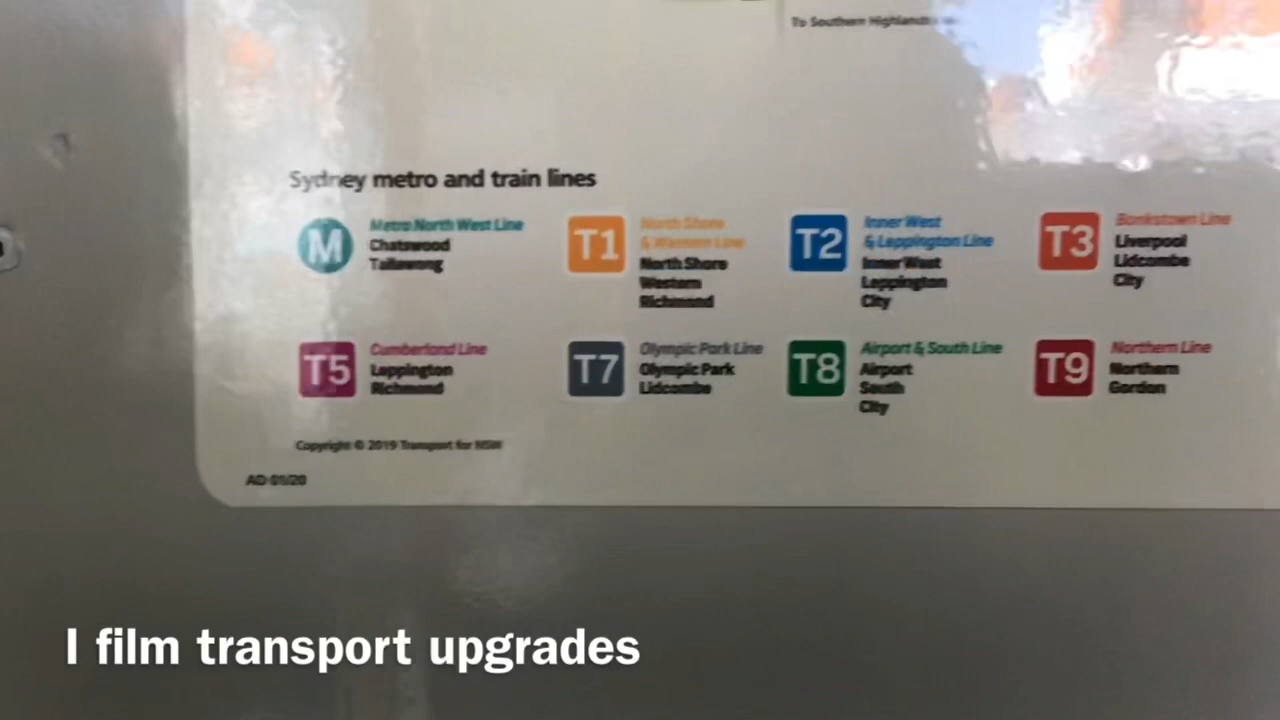 To Southern Highlands
Sydney metro and train lines
M
Metro North West Line
Chatswood
Tallawong
T1
North Shore
& Western Line
North Shore
Western
Richmond
T2
Inner West
& Leppington Line
Inner West
Leppington
City
T3
Bankstown Line
Liverpool
Lidcombe
City
T5
Cumberland Line
Leppington
Richmond
T7
Olympic Park Line
Olympic Park
Lidcombe
T8
Airport & South Line
Airport
South
City
T9
Northern Line
Northern
Gordon
Copyright © 2019 Transport for NSW
AD 01/20
I film transport upgrades